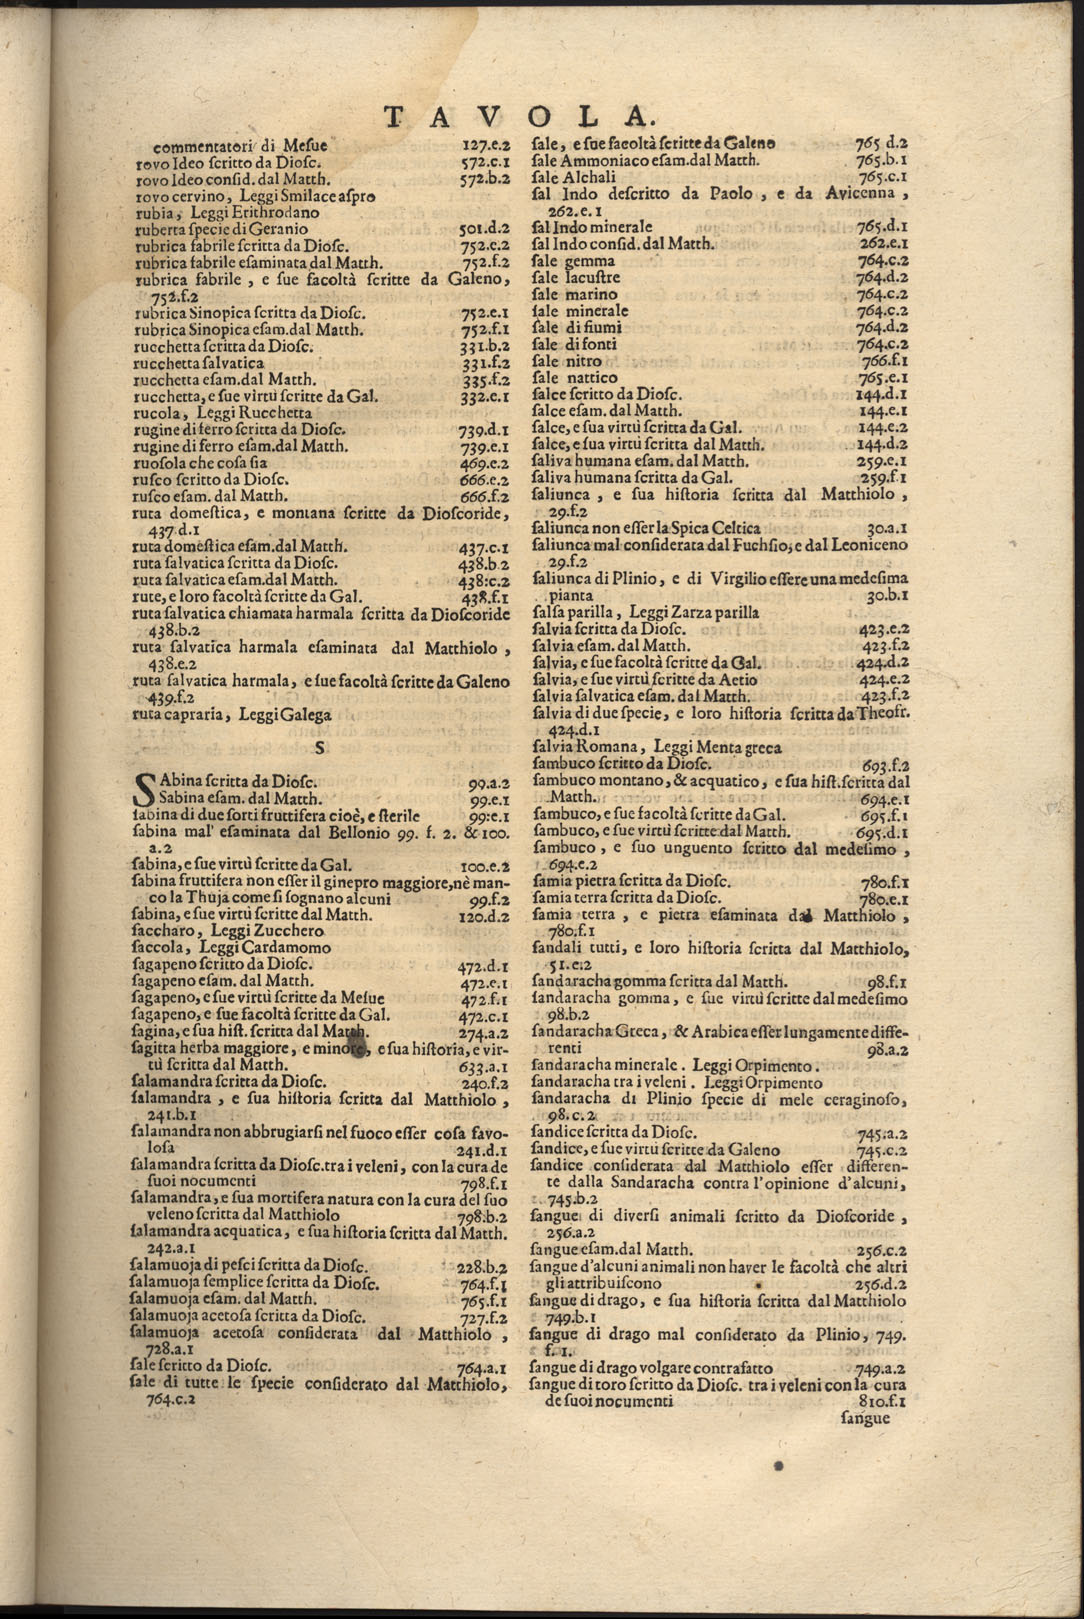 TAVOLA.
commentatori di Mesue 127.e.2
rovo Ideo scritto da Diosc. 572.c.1
rovo Ideo consid. dal Matth. 572.b.2
rovo cervino, Leggi Smilace aspro
rubia, Leggi Erithrodano
ruberta specie di Geranio 501.d.2
rubrica fabrile scritta da Diosc. 752.e.2
rubrica fabrile esaminata dal Matth. 752.f.2
rubrica fabrile, e sue facoltà scritte da Galeno,
752.f.2
rubrica Sinopica scritta da Diosc. 752.e.1
rubrica Sinopica esam.dal Matth. 752.f.1
rucchetta scritta da Diosc. 331.b.2
rucchetta salvatica 331.f.2
rucchetta esam.dal Matth. 335.f.2
rucchetta, e sue virtù scritte da Gal. 332.e.1
rucola, Leggi Rucchetta
rugine di ferro scritta da Diosc. 739.d.1
rugine di ferro esam.dal Matth. 739.e.1
ruosola che cosa sia 469.e.2
rusco scritto da Diosc. 666.e.2
rusco esam. dal Matth. 666.f.2
ruta domestica, e montana scritte da Dioscoride,
437.d.1
ruta domestica esam.dal Matth. 437.c.1
ruta salvatica scritta da Diosc. 438.b.2
ruta salvatica esam.dal Matth. 438:c.2
rute, e loro facoltà scritte da Gal. 438.f.1
ruta salvatica chiamata harmala scritta da Dioscoride
438.b.2
ruta salvatica harmala esaminata dal Matthiolo,
438.e.2
ruta salvatica harmala, e sue facoltà scritte da Galeno
439.f.2
ruta capraria, Leggi Galega
S
SAbina scritta da Diosc. 99.a.2
Sabina esam. dal Matth. 99.e.1
sabina di due sorti fruttifera cioè, e sterile 99:e.1
sabina mal' esaminata dal Bellonio 99. f. 2. & 100.
a.2
sabina, e sue virtù scritte da Gal. 100.e.2
sabina fruttifera non esser il ginepro maggiore, nè man-
co la Thuja come si sognano alcuni 99.f.2
sabina, e sue virtù scritte dal Matth. 120.d.2
saccharo, Leggi Zucchero
saccola, Leggi Cardamomo
sagapeno scritto da Diosc. 472.d.1
sagapeno esam. dal Matth. 472.e.1
sagapeno, e sue virtù scritte da Mesue 472.f.1
sagapeno, e sue facoltà scritte da Gal. 472.c.1
sagina, e sua hist. scritta dal Matth. 274.a.2
sagitta herba maggiore, e minore, e sua historia, e vir-
tù scritta dal Matth. 633.a.1
salamandra scritta da Diosc. 240.f.2
salamandra, e sua historia scritta dal Matthiolo,
241.b.1
salamandra non abbrugiarsi nel fuoco esser cosa favo-
losa 241.d.1
salamandra scritta da Diosc.tra i veleni, con la cura de
suoi nocumenti 798.f.1
salamandra, e sua mortifera natura con la cura del suo
veleno scritta dal Matthiolo 798.b.2
salamandra acquatica, e sua historia scritta dal Matth.
242.a.1
salamuoja di pesci scritta da Diosc. 228.b.2
salamuoja semplice scritta da Diosc. 764.f.1
salamuoja esam. dal Matth. 765.f.1
salamuoja acetosa scritta da Diosc. 727.f.2
salamuoja acetosa considerata dal Matthiolo,
728.a.1
sale scritto da Diosc. 764.a.1
sale di tutte le specie considerato dal Matthiolo,
764.c.2
sale, e sue facoltà scritte da Galeno 765 d.2
sale Ammoniaco esam.dal Matth. 765.b.1
sale Alchali 765.c.1
sal Indo descritto da Paolo, e da Avicenna,
262.e.1
sal Indo minerale 765.d.1
sal Indo consid. dal Matth. 262.e.1
sale gemma 764.c.2
sale lacustre 764.d.2
sale marino 764.c.2
sale minerale 764.c.2
sale di fiumi 764.d.2
sale di fonti 764.c.2
sale nitro 766.f.1
sale nattico 765.e.1
salce scritto da Diosc. 144.d.1
salce esam. dal Matth. 144.e.1
salce, e sua virtù scritta da Gal. 144.e.2
salce, e sua virtù scritta dal Matth. 144.d.2
saliva humana esam. dal Matth. 259.e.1
saliva humana scritta da Gal. 259.f.1
saliunca, e sua historia scritta dal Matthiolo,
29.f.2
saliunca non esser la Spica Celtica 30.a.1
saliunca mal considerata dal Fuchsio, e dal Leoniceno
29.f.2
saliunca di Plinio, e di Virgilio essere una medesima
pianta 30.b.1
salsa parilla, Leggi Zarza parilla
salvia scritta da Diosc. 423.e.2
salvia esam. dal Matth. 423.f.2
salvia, e sue facoltà scritte da Gal. 424.d.2
salvia, e sue virtù scritte da Aetio 424.e.2
salvia salvatica esam. dal Matth. 423.f.2
salvia di due specie, e loro historia scritta da Theofr.
424.d.1
salvia Romana, Leggi Menta greca
sambuco scritto da Diosc. 693.f.2
sambuco montano, & acquatico, e sua hist.scritta dal
Matth. 694.e.1
sambuco, e sue facoltà scritte da Gal. 695.f.1
sambuco, e sue virtù scritte dal Matth. 695.d.1
sambuco, e suo unguento scritto dal medesimo,
694.e.2
samia pietra scritta da Diosc. 780.f.1
samia terra scritta da Diosc. 780.e.1
samia terra, e pietra esaminata dal Matthiolo,
780.f.1
sandali tutti, e loro historia scritta dal Matthiolo,
51.e.2
sandaracha gomma scritta dal Matth. 98.f.1
sandaracha gomma, e sue virtù scritte dal medesimo
98.b.2
sandaracha Greca, & Arabica esser lungamente diffe-
renti 98.a.2
sandaracha minerale. Leggi Orpimento.
sandaracha tra i veleni. Leggi Orpimento
sandaracha di Plinio specie di mele ceraginoso,
98.c.2
sandice scritta da Diosc. 745.a.2
sandice, e sue virtù scritte da Galeno 745.c.2
sandice considerata dal Matthiolo esser differen-
te dalla Sandaracha contra l'opinione d'alcuni,
745.b.2
sangue di diversi animali scritto da Dioscoride,
256.a.2
sangue esam.dal Matth. 256.c.2
sangue d'alcuni animali non haver le facoltà che altri
gli attribuiscono 256.d.2
sangue di drago, e sua historia scritta dal Matthiolo
749.b.1
sangue di drago mal considerato da Plinio, 749.
f. 1.
sangue di drago volgare contrafatto 749.a.2
sangue di toro scritto da Diosc. tra i veleni con la cura
de suoi nocumenti 810.f.1
sangue